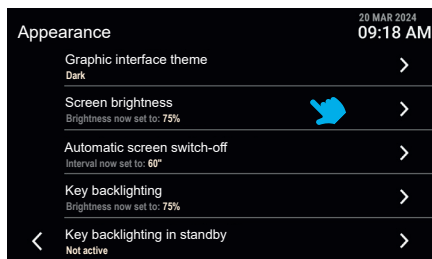 20 MAR 2024
Appearance
09:18 AM
Graphic interface theme
Dark
Screen brightness
Brightness now set to: 75%
Automatic screen switch-off
Interval now set to: 60"
Key backlighting
Brightness now set to: 75%
Key backlighting in standby
Not active